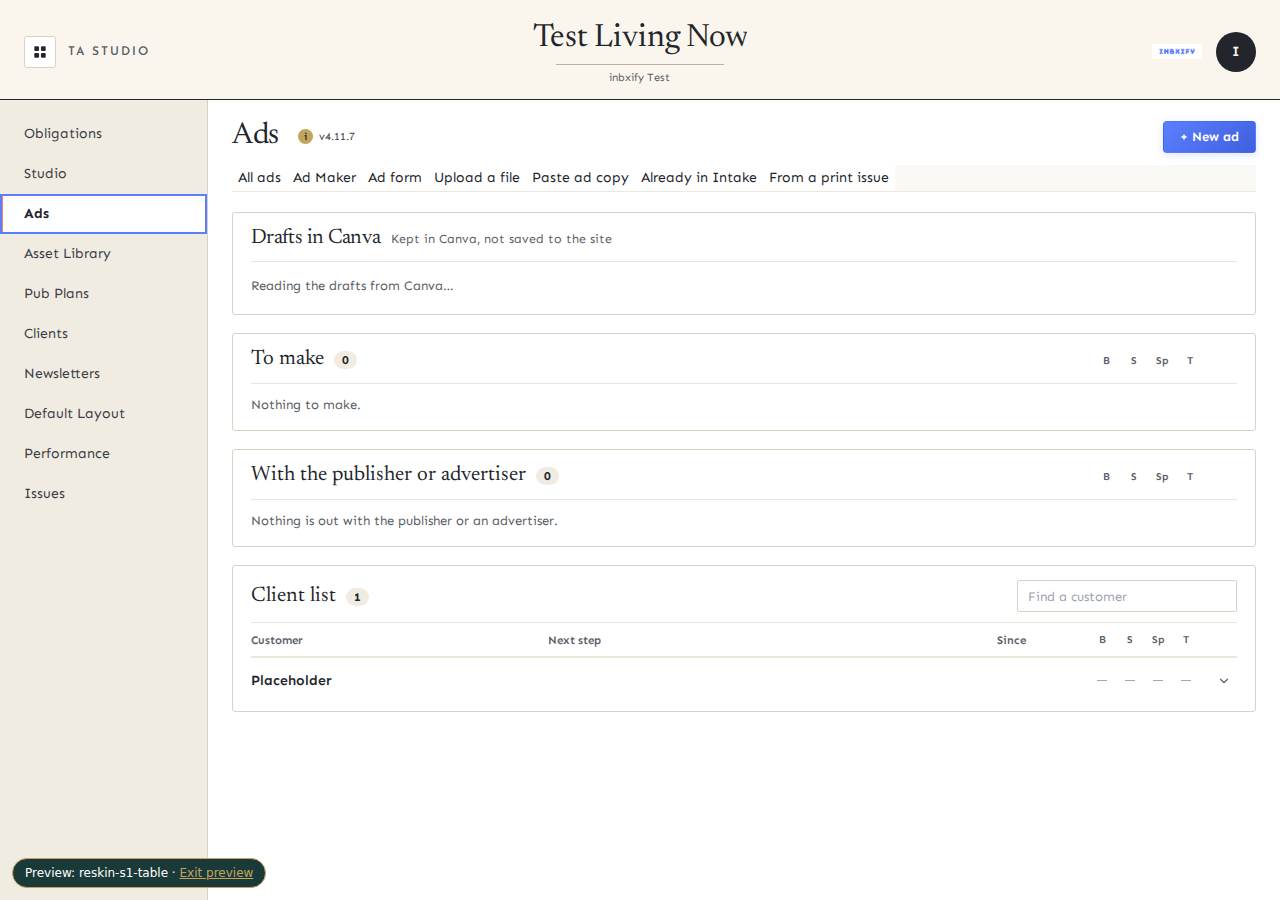 TA STUDIO
Test Living Now
inbxify Test
INBXIFY
I
Obligations
Studio
Ads
Asset Library
Pub Plans
Clients
Newsletters
Default Layout
Performance
Issues
Ads i v4.11.7
+ New ad
All ads Ad Maker Ad form Upload a file Paste ad copy Already in Intake From a print issue
Drafts in Canva Kept in Canva, not saved to the site
Reading the drafts from Canva...
To make 0 B S Sp T
Nothing to make.
With the publisher or advertiser 0 B S Sp T
Nothing is out with the publisher or an advertiser.
Client list 1 Find a customer
Customer Next step Since B S Sp T
Placeholder — — — —
Preview: reskin-s1-table · Exit preview